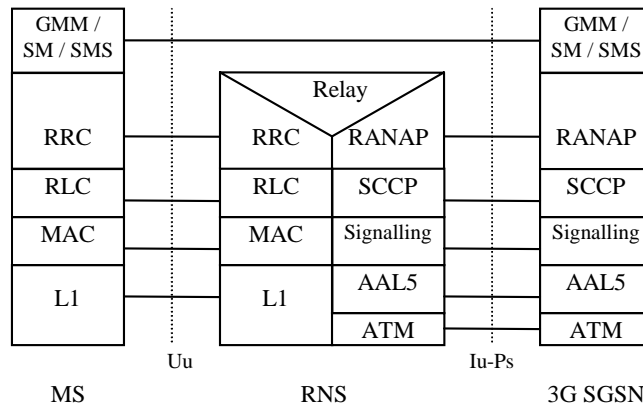 GMM /
SM / SMS
GMM /
SM / SMS
Relay
RRC
RRC
RANAP
RANAP
RLC
RLC
SCCP
SCCP
MAC
MAC
Signalling
Signalling
L1
L1
AAL5
AAL5
ATM
ATM
Uu
Iu-Ps
MS
RNS
3G SGSN